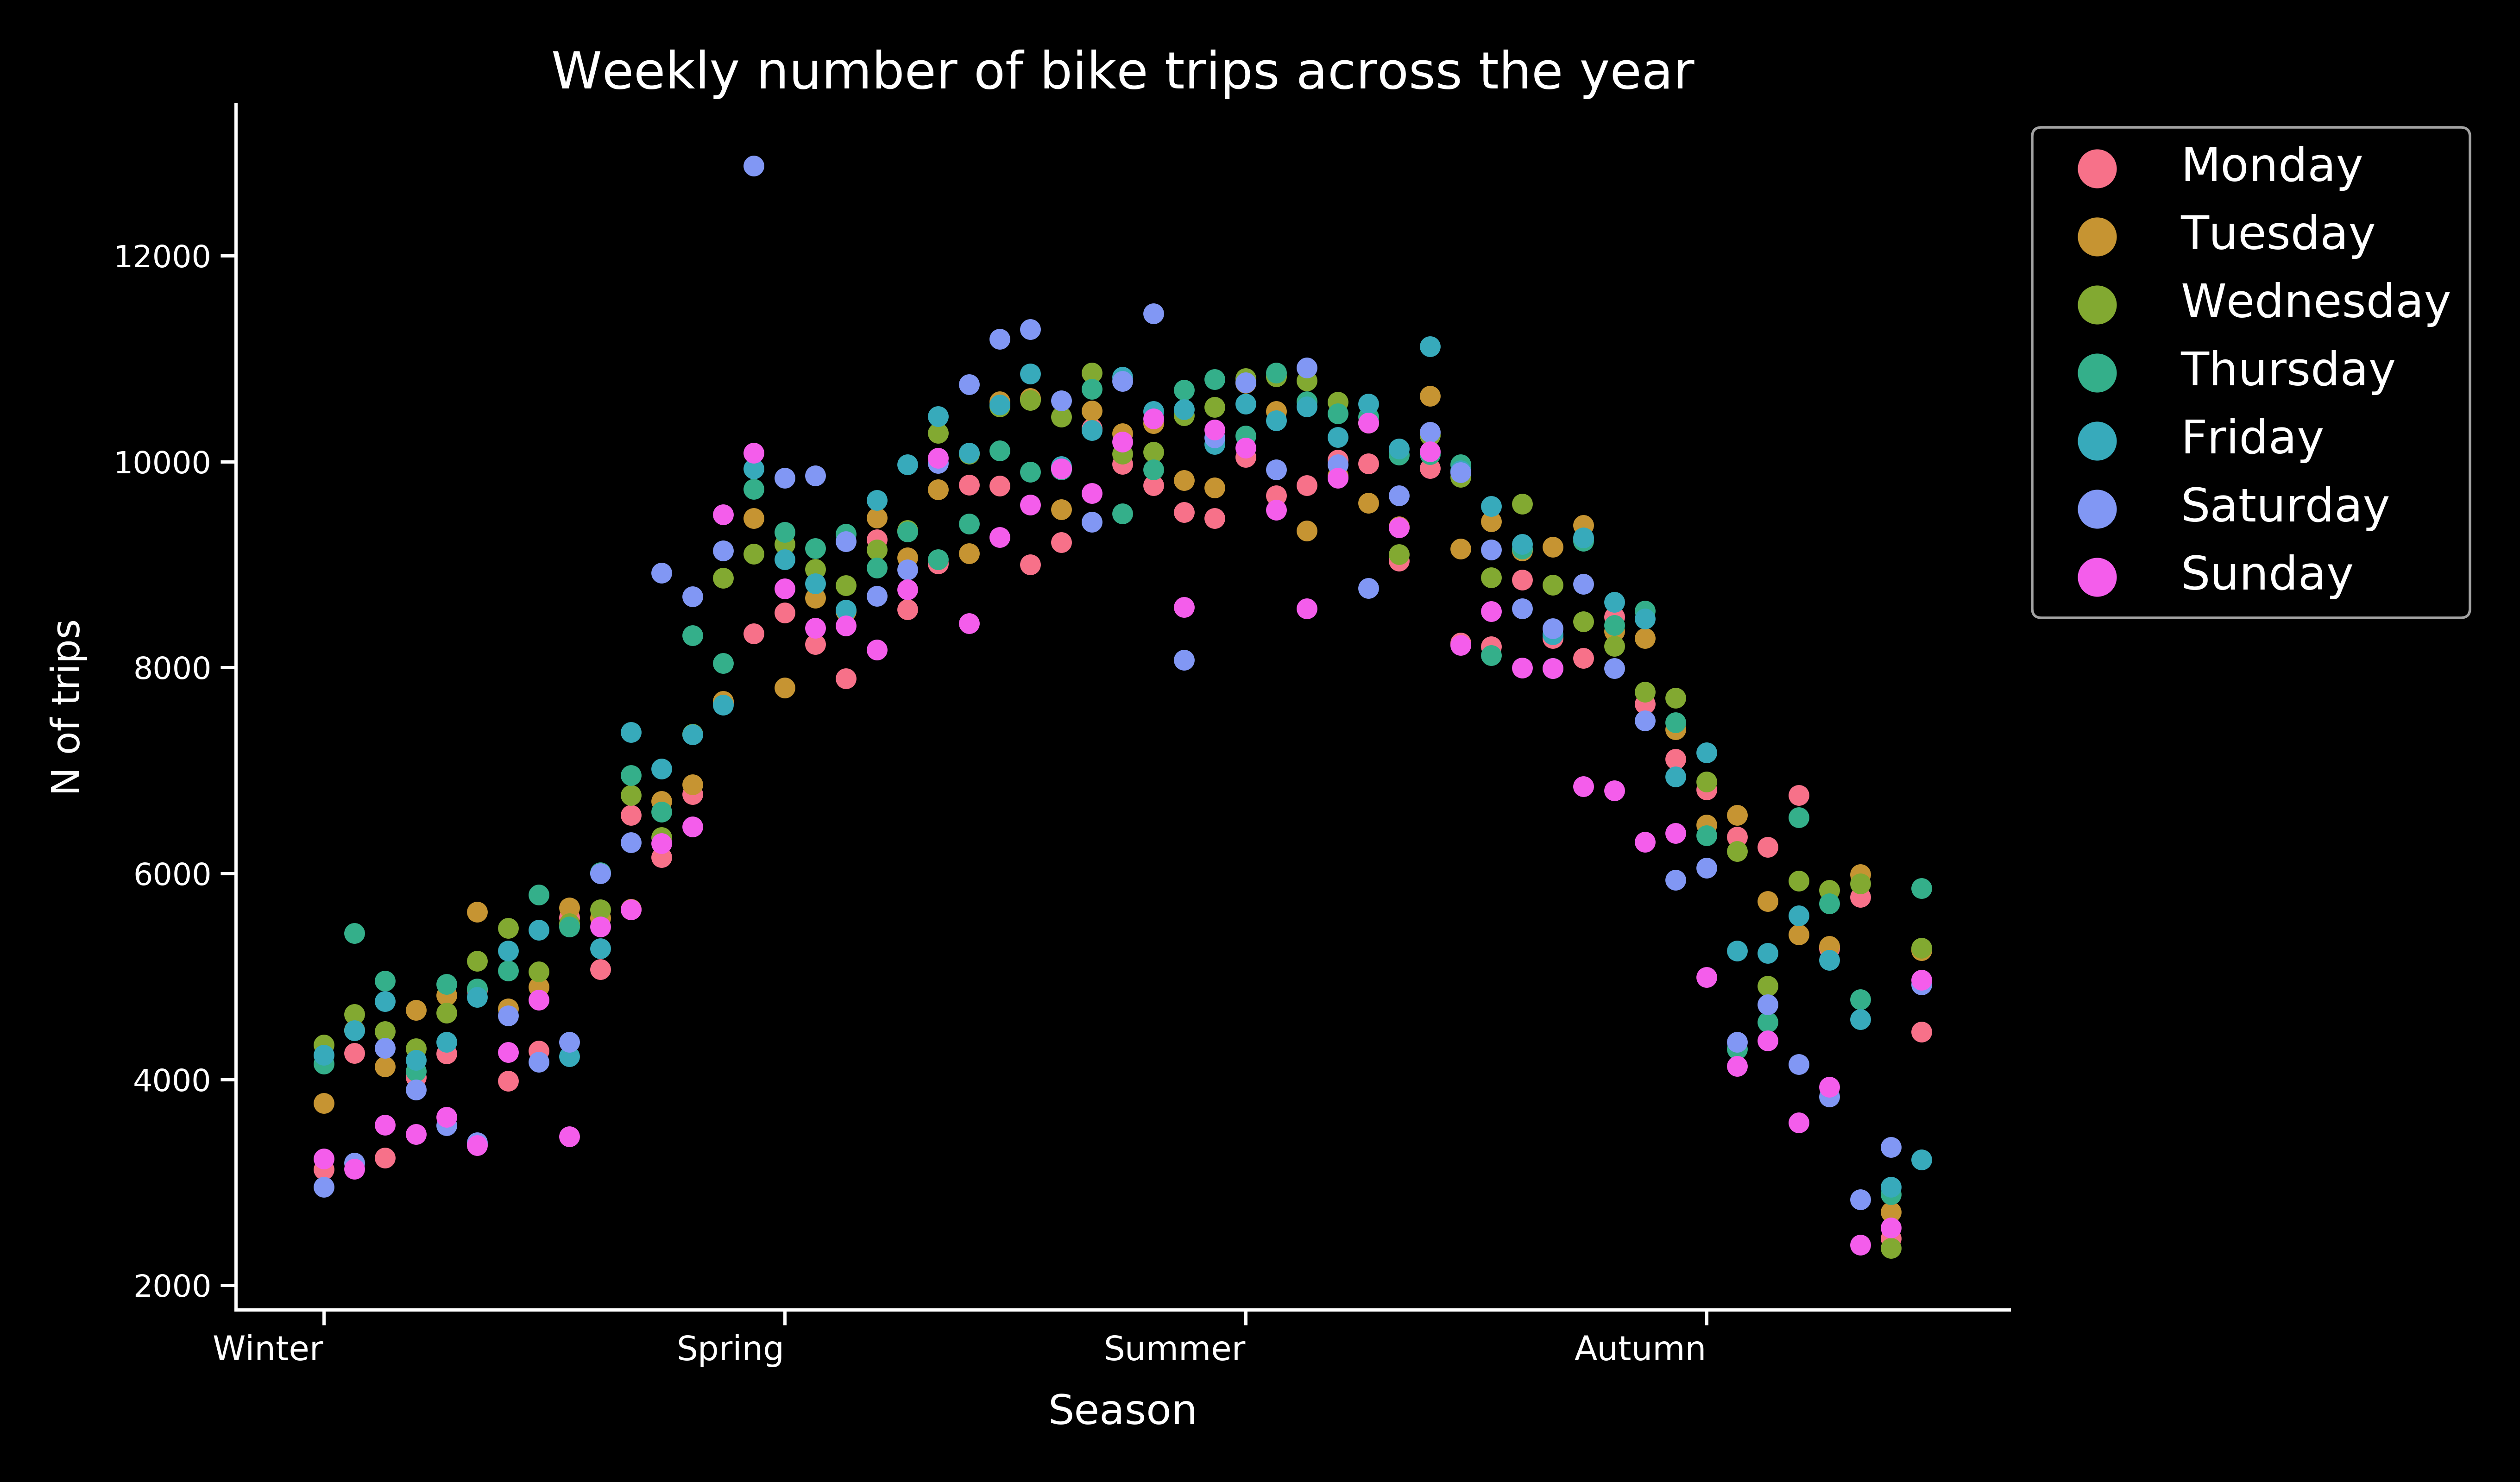 Weekly number of bike trips across the year
Monday
Tuesday
Wednesday
Thursday
Friday
Saturday
Sunday
N of trips
12000
10000
8000
6000
4000
2000
Winter
Spring
Summer
Autumn
Season